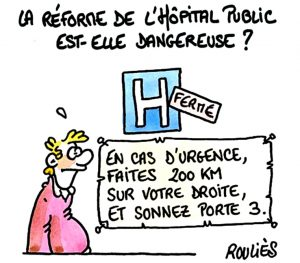 LA RÉFORME DE L'HÔPITAL PUBLIC
EST-ELLE DANGEREUSE ?
H
FERMÉ
EN CAS D'URGENCE,
FAITES 200 KM
SUR VOTRE DROITE,
ET SONNEZ PORTE 3.
ROULIÈS